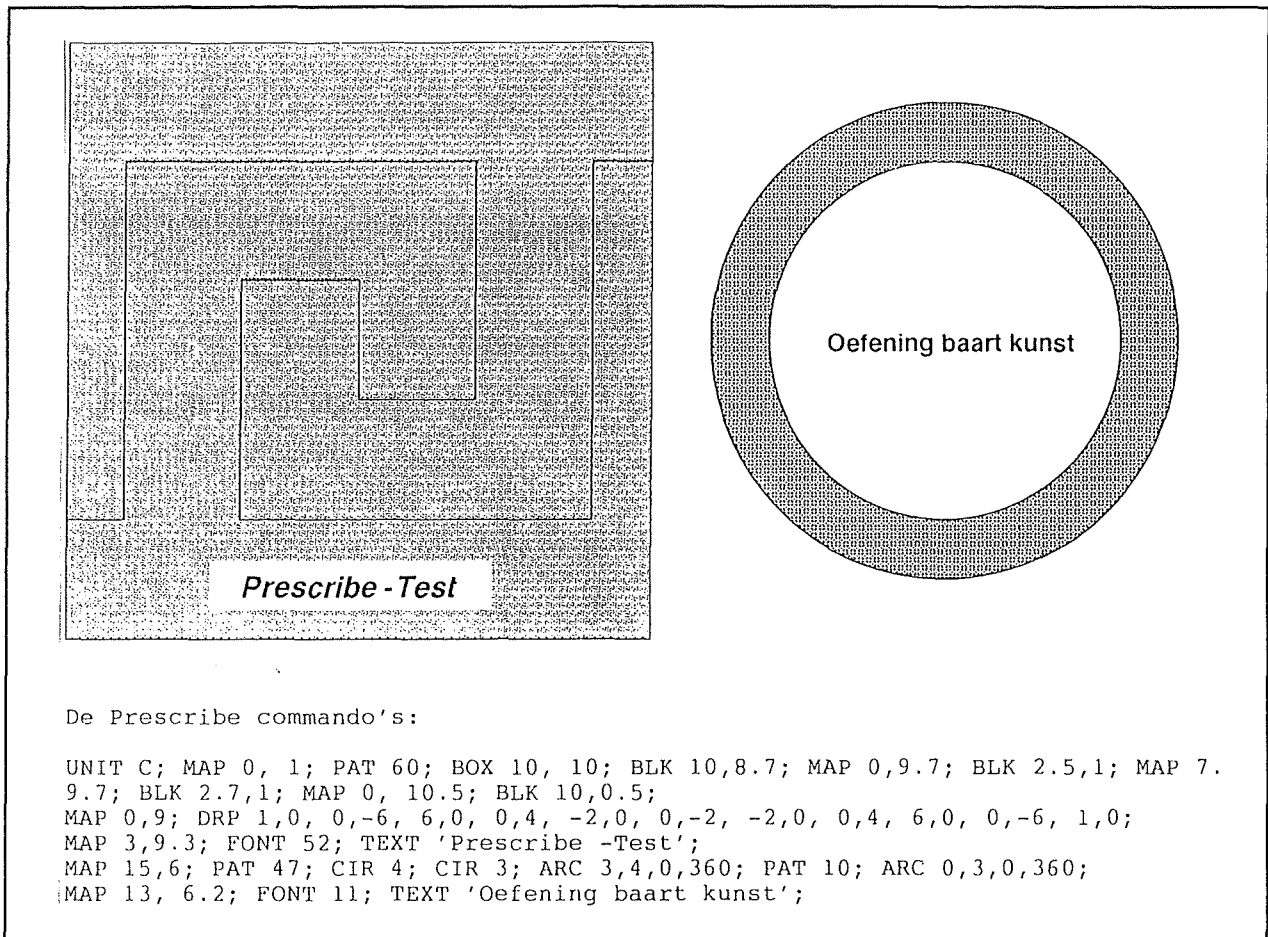 Prescribe - Test
Oefening baart kunst
De Prescribe commando's:
UNIT C; MAP 0, 1; PAT 60; BOX 10, 10; BLK 10,8.7; MAP 0,9.7; BLK 2.5,1; MAP 7.
9.7; BLK 2.7,1; MAP 0, 10.5; BLK 10,0.5;
MAP 0,9; DRP 1,0, 0,-6, 6,0, 0,4, -2,0, 0,-2, -2,0, 0,4, 6,0, 0,-6, 1,0;
MAP 3,9.3; FONT 52; TEXT 'Prescribe -Test';
MAP 15,6; PAT 47; CIR 4; CIR 3; ARC 3,4,0,360; PAT 10; ARC 0,3,0,360;
MAP 13, 6.2; FONT 11; TEXT 'Oefening baart kunst';